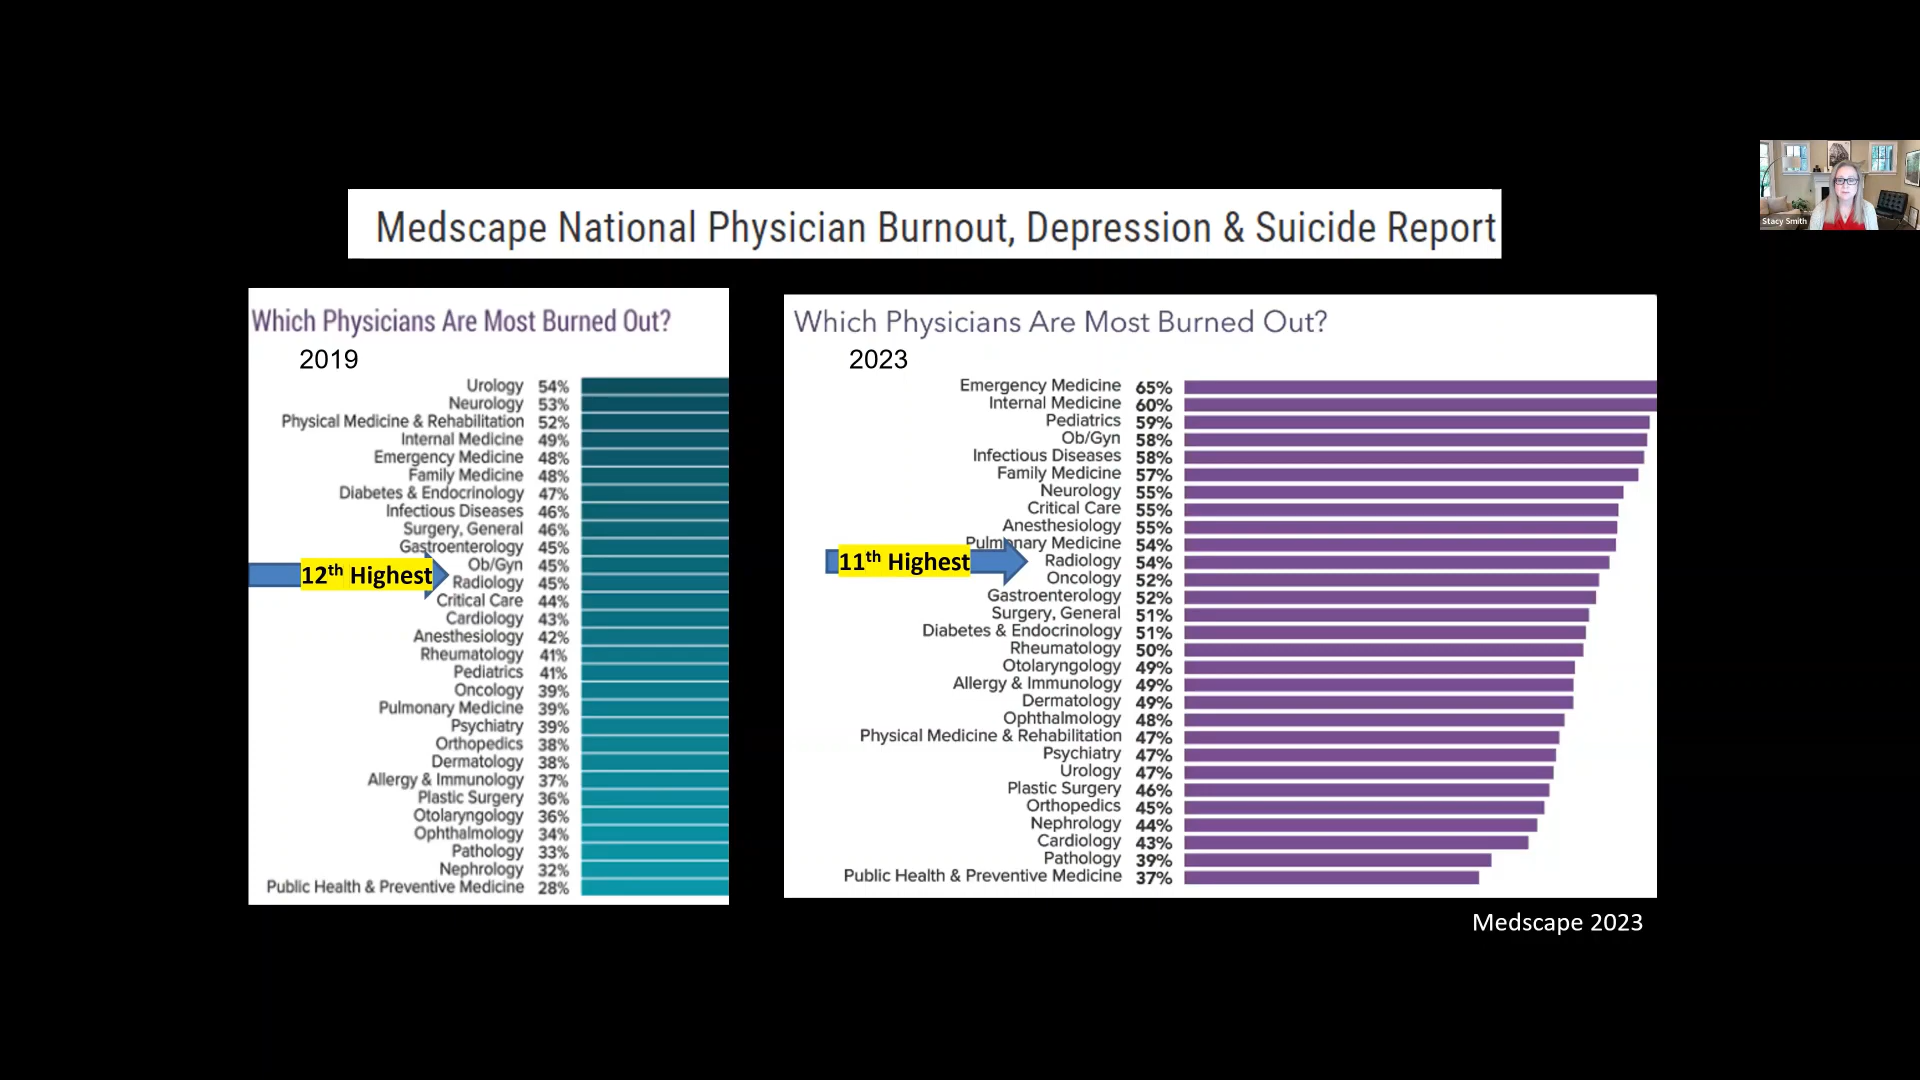 Stacy Smith
Medscape National Physician Burnout, Depression & Suicide Report
Which Physicians Are Most Burned Out?
2019
Urology 54%
Neurology 53%
Physical Medicine & Rehabilitation 52%
Internal Medicine 49%
Emergency Medicine 48%
Family Medicine 48%
Diabetes & Endocrinology 47%
Infectious Diseases 46%
Surgery, General 46%
Gastroenterology 45%
Ob/Gyn 45%
12th Highest
Radiology 45%
Critical Care 44%
Cardiology 43%
Anesthesiology 42%
Rheumatology 41%
Pediatrics 41%
Oncology 39%
Pulmonary Medicine 39%
Psychiatry 39%
Orthopedics 38%
Dermatology 38%
Allergy & Immunology 37%
Plastic Surgery 36%
Otolaryngology 36%
Ophthalmology 34%
Pathology 33%
Nephrology 32%
Public Health & Preventive Medicine 28%
Which Physicians Are Most Burned Out?
2023
Emergency Medicine 65%
Internal Medicine 60%
Pediatrics 59%
Ob/Gyn 58%
Infectious Diseases 58%
Family Medicine 57%
Neurology 55%
Critical Care 55%
Anesthesiology 55%
Pulmonary Medicine 54%
11th Highest
Radiology 54%
Oncology 52%
Gastroenterology 52%
Surgery, General 51%
Diabetes & Endocrinology 51%
Rheumatology 50%
Otolaryngology 49%
Allergy & Immunology 49%
Dermatology 49%
Ophthalmology 48%
Physical Medicine & Rehabilitation 47%
Psychiatry 47%
Urology 47%
Plastic Surgery 46%
Orthopedics 45%
Nephrology 44%
Cardiology 43%
Pathology 39%
Public Health & Preventive Medicine 37%
Medscape 2023